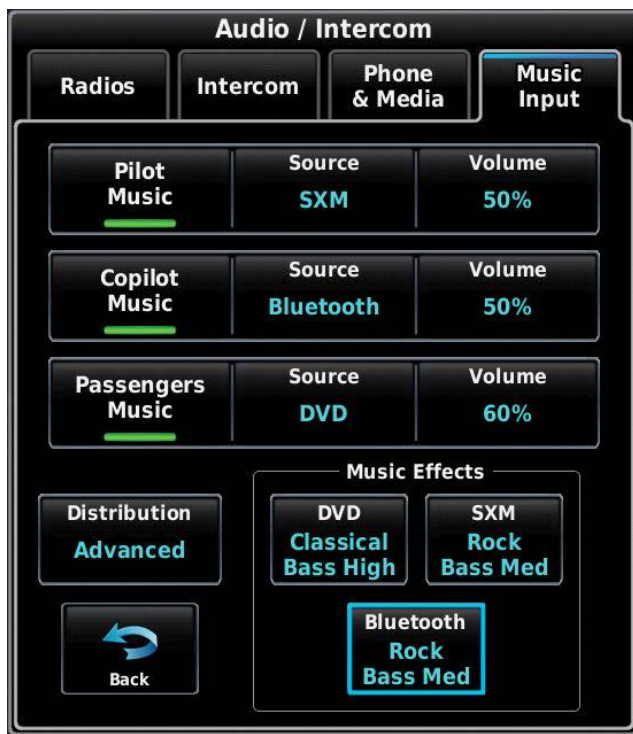 Audio / Intercom
Radios
Intercom
Phone
& Media
Music
Input
Pilot
Music
Source
SXM
Volume
50%
Copilot
Music
Source
Bluetooth
Volume
50%
Passengers
Music
Source
DVD
Volume
60%
Music Effects
Distribution
Advanced
DVD
Classical
Bass High
SXM
Rock
Bass Med
Back
Bluetooth
Rock
Bass Med